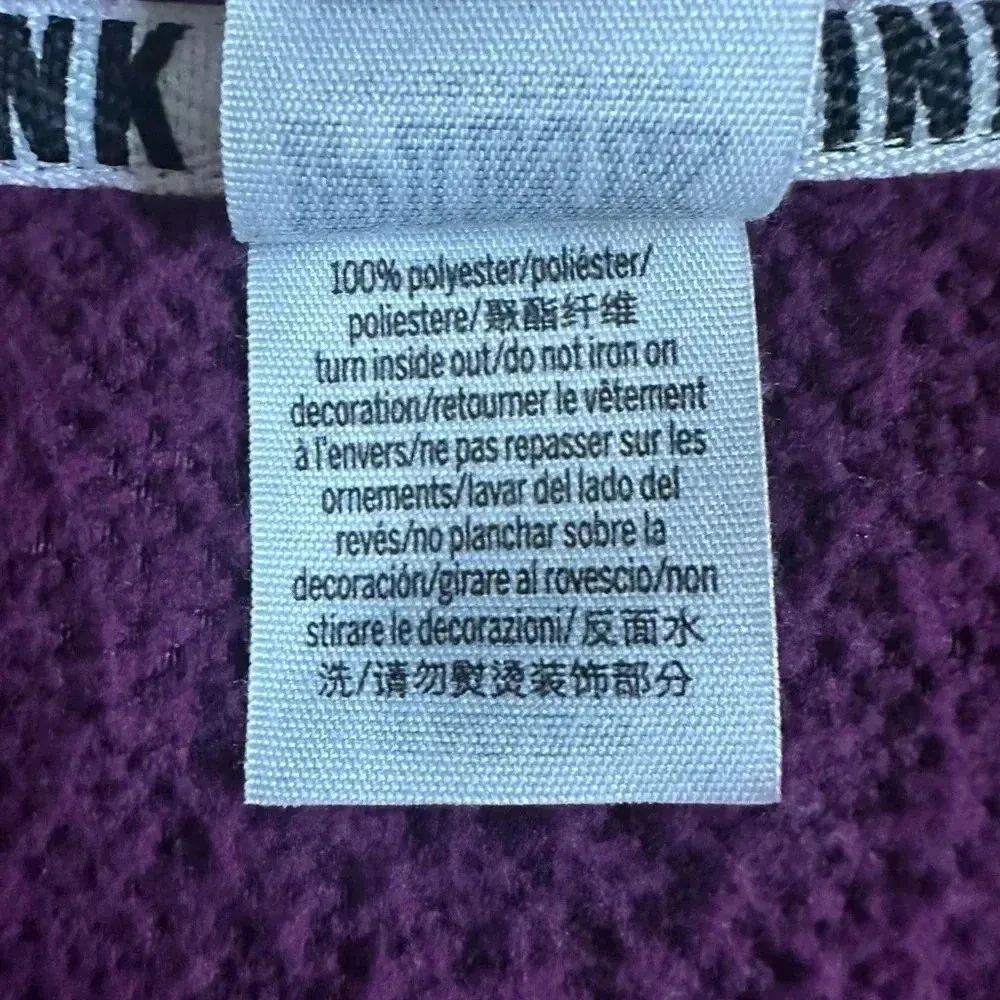 NK
INK
100% polyester/poliéster/
poliestere/聚酯纤维
turn inside out/do not iron on
decoration/retourner le vêtement
à l'envers/ne pas repasser sur les
ornements/lavar del lado del
revés/no planchar sobre la
decoración/girare al rovescio/non
stirare le decorazioni/反面水
洗/请勿熨烫装饰部分